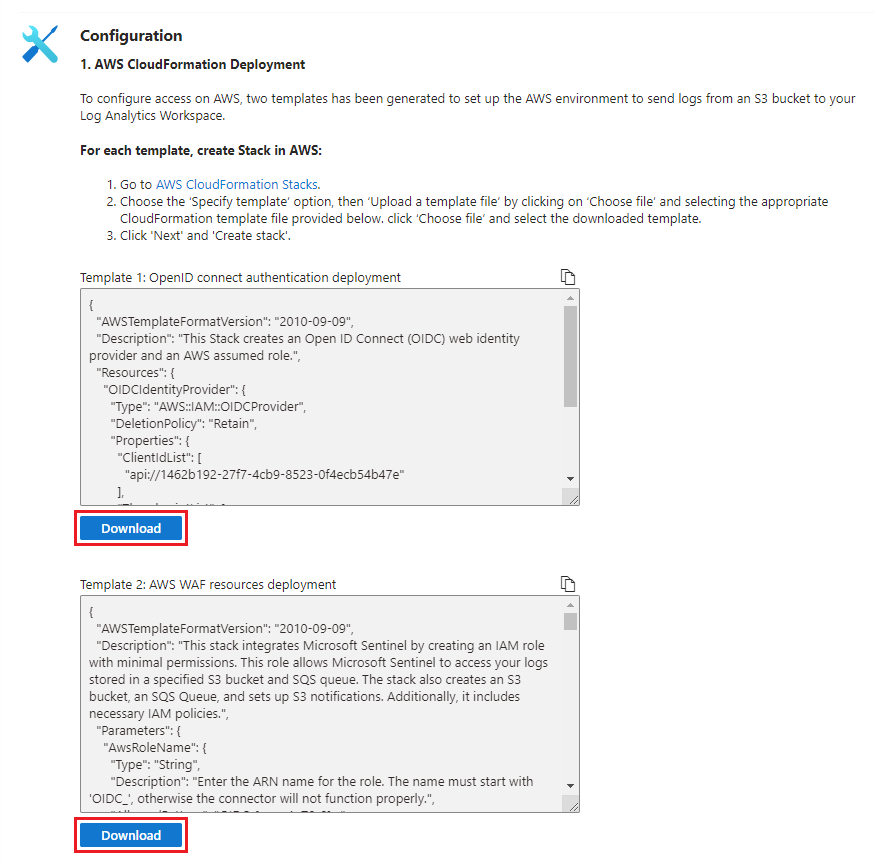 Configuration
1. AWS CloudFormation Deployment
To configure access on AWS, two templates has been generated to set up the AWS environment to send logs from an S3 bucket to your
Log Analytics Workspace.
For each template, create Stack in AWS:
1. Go to AWS CloudFormation Stacks.
2. Choose the ‘Specify template’ option, then ‘Upload a template file’ by clicking on ‘Choose file’ and selecting the appropriate
CloudFormation template file provided below. click ‘Choose file’ and select the downloaded template.
3. Click 'Next' and 'Create stack'.
Template 1: OpenID connect authentication deployment
{
"AWSTemplateFormatVersion": "2010-09-09",
"Description": "This Stack creates an Open ID Connect (OIDC) web identity
provider and an AWS assumed role.",
"Resources": {
"OIDCIdentityProvider": {
"Type": "AWS::IAM::OIDCProvider",
"DeletionPolicy": "Retain",
"Properties": {
"ClientIdList": [
"api://1462b192-27f7-4cb9-8523-0f4ecb54b47e"
],
Download
Template 2: AWS WAF resources deployment
{
"AWSTemplateFormatVersion": "2010-09-09",
"Description": "This stack integrates Microsoft Sentinel by creating an IAM role
with minimal permissions. This role allows Microsoft Sentinel to access your logs
stored in a specified S3 bucket and SQS queue. The stack also creates an S3
bucket, an SQS Queue, and sets up S3 notifications. Additionally, it includes
necessary IAM policies.",
"Parameters": {
"AwsRoleName": {
"Type": "String",
"Description": "Enter the ARN name for the role. The name must start with
'OIDC_', otherwise the connector will not function properly.",
Download